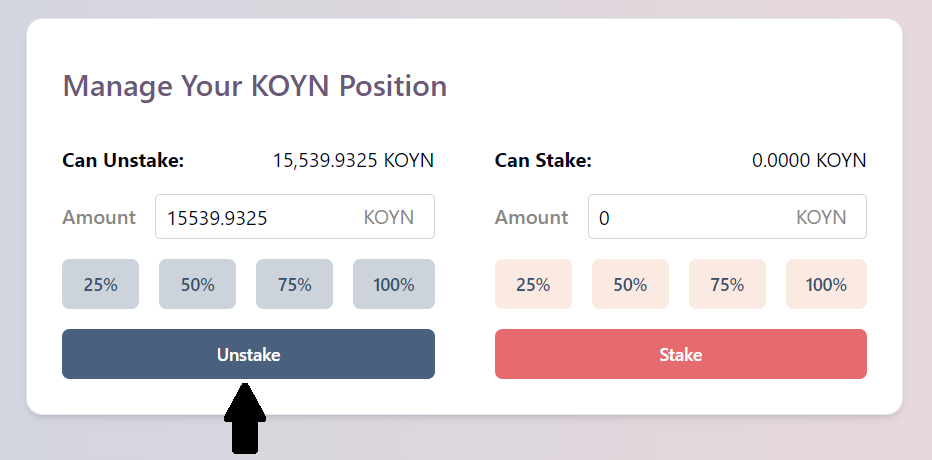 Manage Your KOYN Position
Can Unstake: 15,539.9325 KOYN
Amount 15539.9325 KOYN
25% 50% 75% 100%
Unstake
Can Stake: 0.0000 KOYN
Amount 0 KOYN
25% 50% 75% 100%
Stake